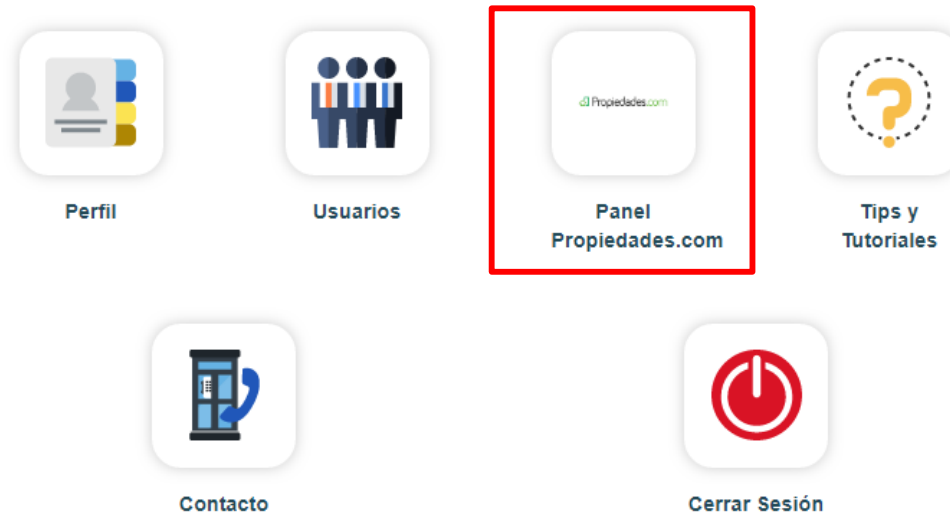 Propiedades.com
Perfil
Usuarios
Panel
Propiedades.com
Tips y
Tutoriales
Contacto
Cerrar Sesión